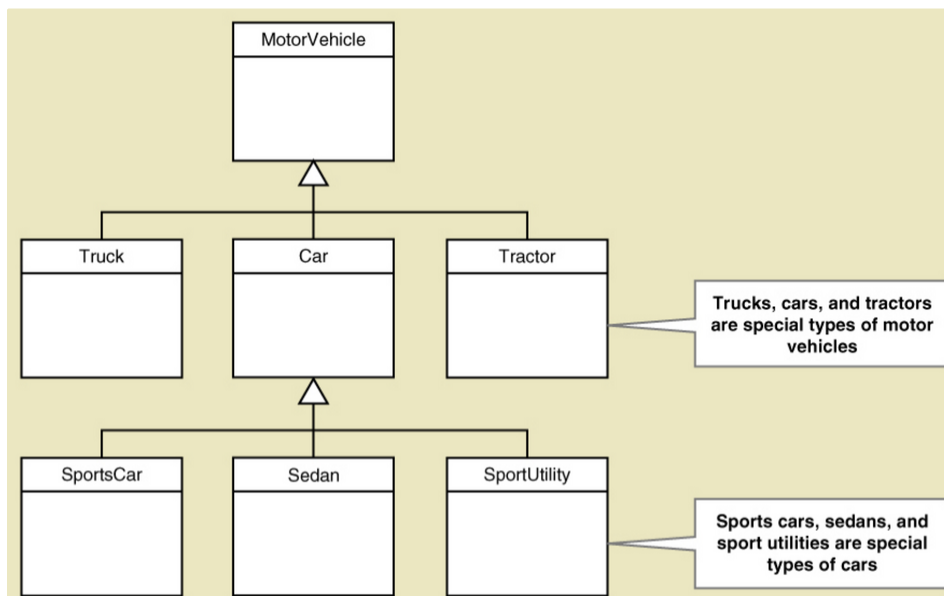 MotorVehicle
Truck
Car
Tractor
Trucks, cars, and tractors
are special types of motor
vehicles
SportsCar
Sedan
SportUtility
Sports cars, sedans, and
sport utilities are special
types of cars